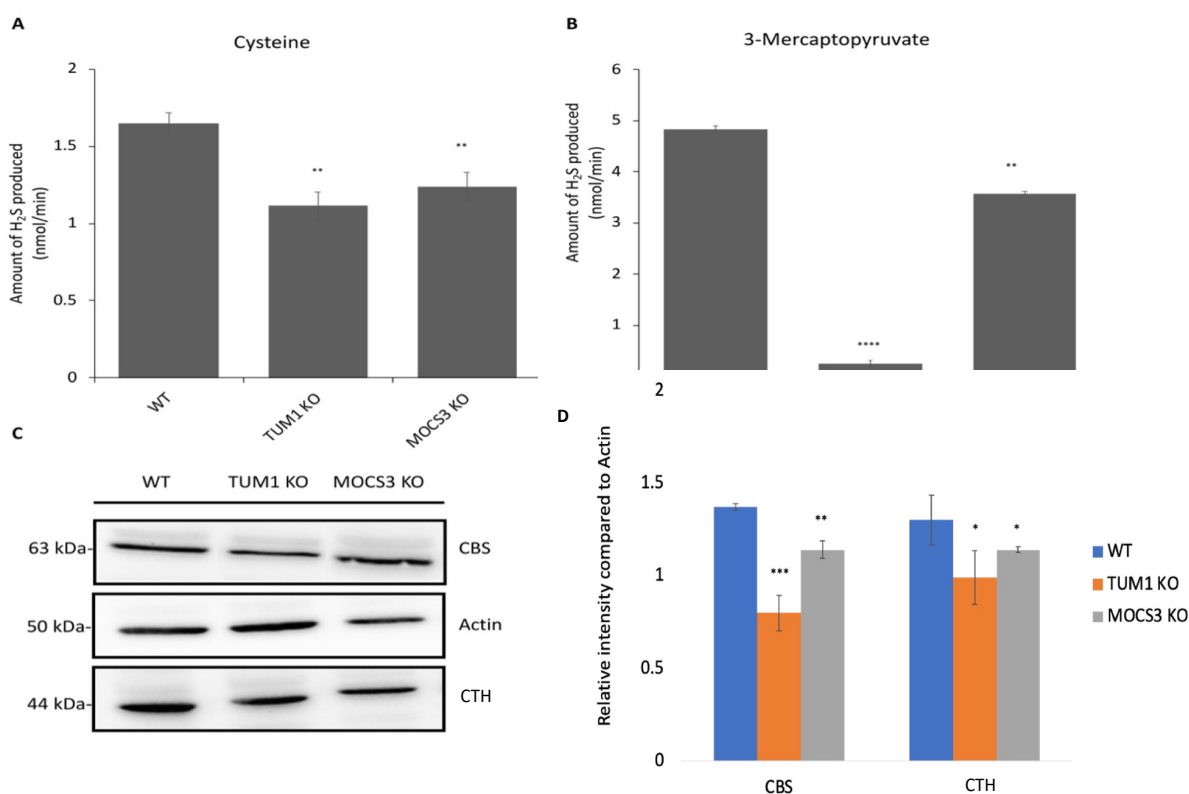 A
Cysteine
Amount of H₂S produced
(nmol/min)
2
1.5
1
0.5
0
WT
TUM1 KO
MOCS3 KO
**
**
B
3-Mercaptopyruvate
Amount of H₂S produced
(nmol/min)
6
5
4
3
2
1
****
**
C
WT TUM1 KO MOCS3 KO
63 kDa- CBS
50 kDa- Actin
44 kDa- CTH
D
Relative intensity compared to Actin
2
1.5
1
0.5
0
***
**
*
*
CBS
CTH
WT
TUM1 KO
MOCS3 KO